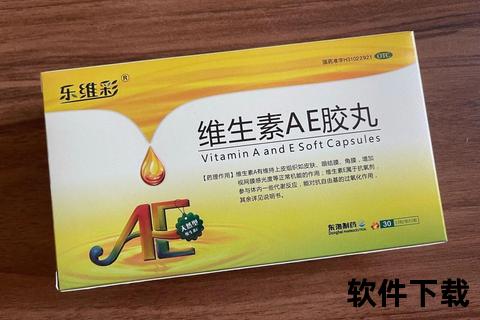 国药准字H31022921 OTC
乐维彩®
维生素AE胶丸
Vitamin A and E Soft Capsules
【药理作用】维生素A有维持上皮组织如皮肤、眼结膜、角膜,增加
视网膜感光度等正常机能的作用;维生素E属于抗氧剂,
参与体内一些代谢反应,能对抗自由基的过氧化作用,
其余详见说明书。
AE
天然型
东海制药
30
软件下载